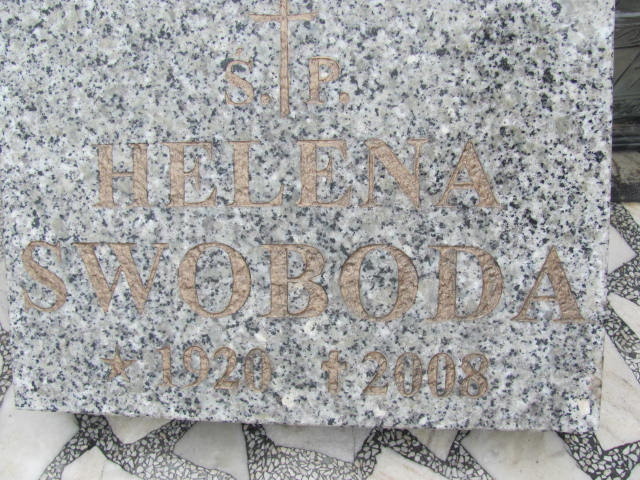 Ś. P.
HELENA
SWOBODA
★ 1920 ✝ 2008